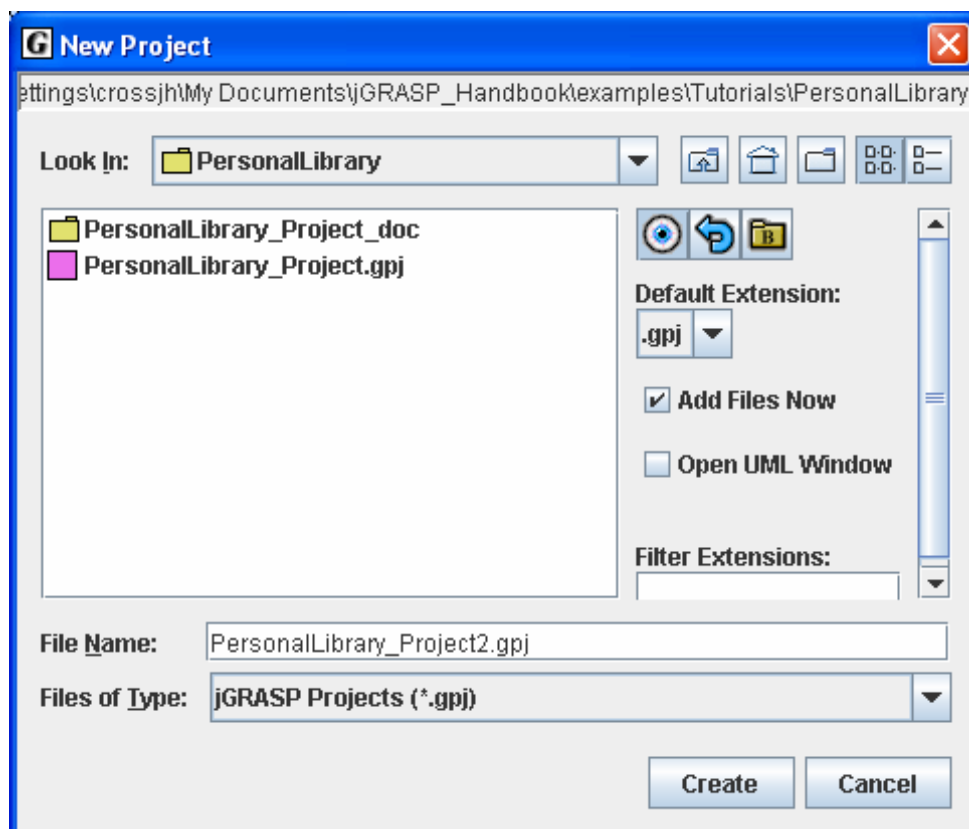 G New Project
ettings\crossjh\My Documents\jGRASP_Handbook\examples\Tutorials\PersonalLibrary
Look In: PersonalLibrary
PersonalLibrary_Project_doc
PersonalLibrary_Project.gpj
B
Default Extension:
.gpj
Add Files Now
Open UML Window
Filter Extensions:
File Name: PersonalLibrary_Project2.gpj
Files of Type: jGRASP Projects (*.gpj)
Create Cancel